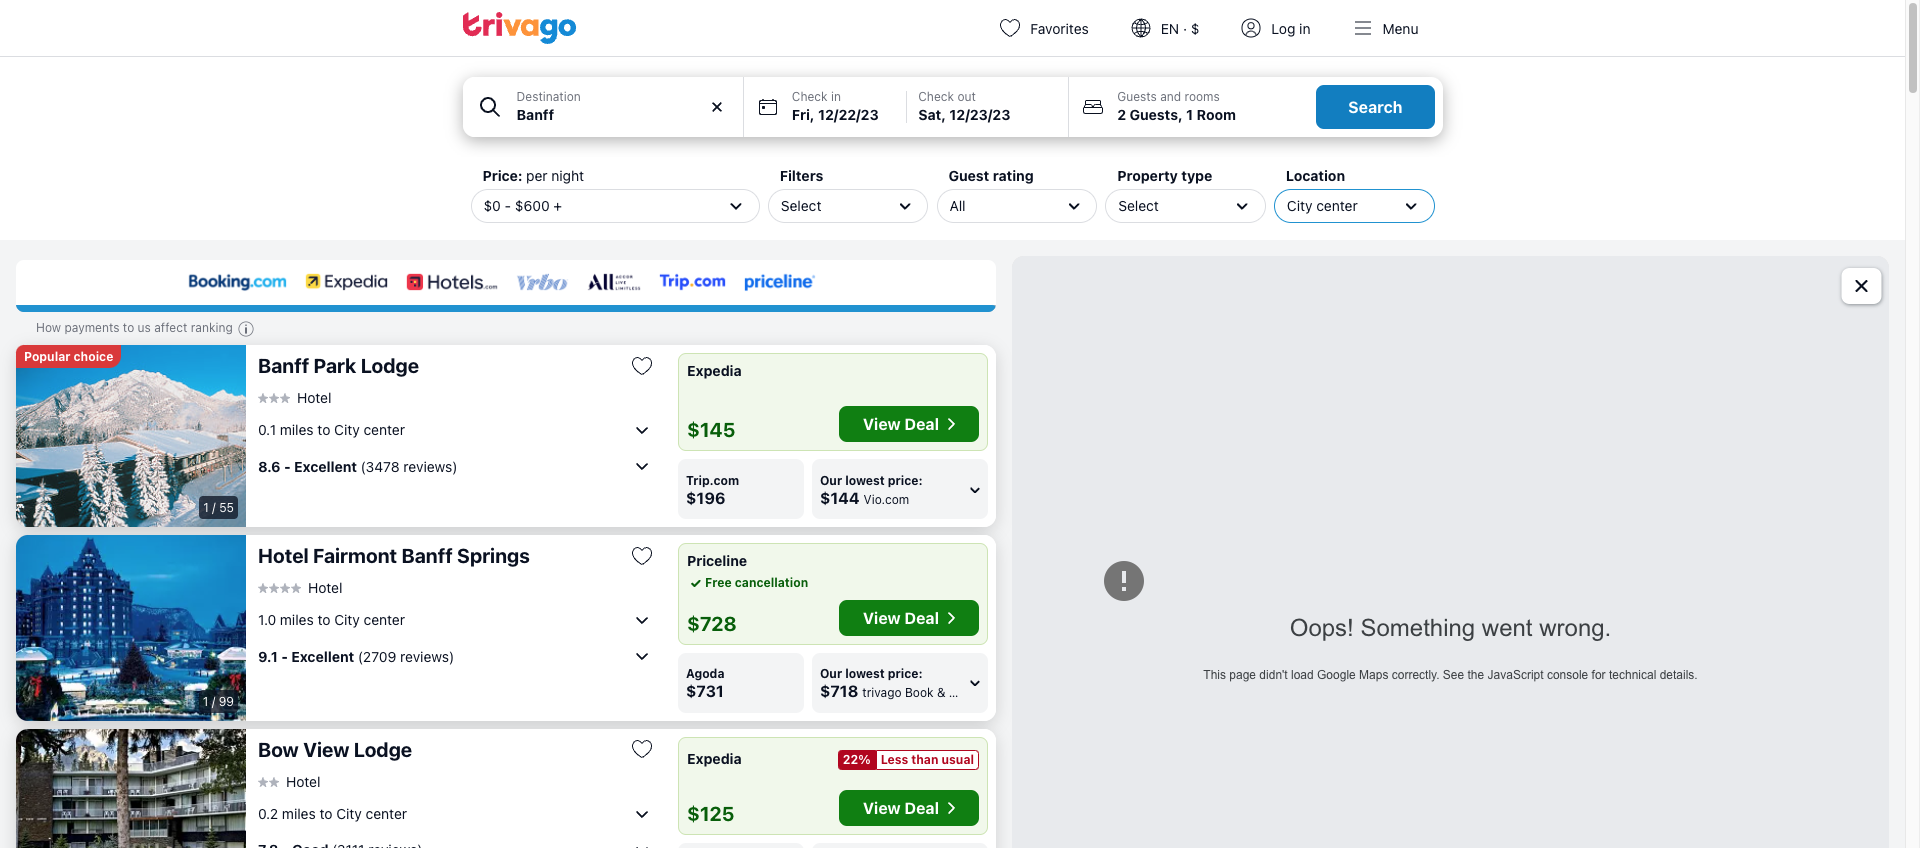 trivago
Favorites
EN · $
Log in
Menu
Destination
Banff
Check in
Fri, 12/22/23
Check out
Sat, 12/23/23
Guests and rooms
2 Guests, 1 Room
Search
Price: per night
$0 - $600 +
Filters
Select
Guest rating
All
Property type
Select
Location
City center
Booking.com
Expedia
Hotels.com
Vrbo
ALL ACCOR LIVE LIMITLESS
Trip.com
priceline
How payments to us affect ranking
Popular choice
1 / 55
Banff Park Lodge
Hotel
0.1 miles to City center
8.6 - Excellent (3478 reviews)
Expedia
$145
View Deal
Trip.com
$196
Our lowest price:
$144 Vio.com
1 / 99
Hotel Fairmont Banff Springs
Hotel
1.0 miles to City center
9.1 - Excellent (2709 reviews)
Priceline
Free cancellation
$728
View Deal
Agoda
$731
Our lowest price:
$718 trivago Book & ...
Bow View Lodge
Hotel
0.2 miles to City center
7.8 - Good (3111 reviews)
Expedia
22% Less than usual
$125
View Deal
!
Oops! Something went wrong.
This page didn't load Google Maps correctly. See the JavaScript console for technical details.